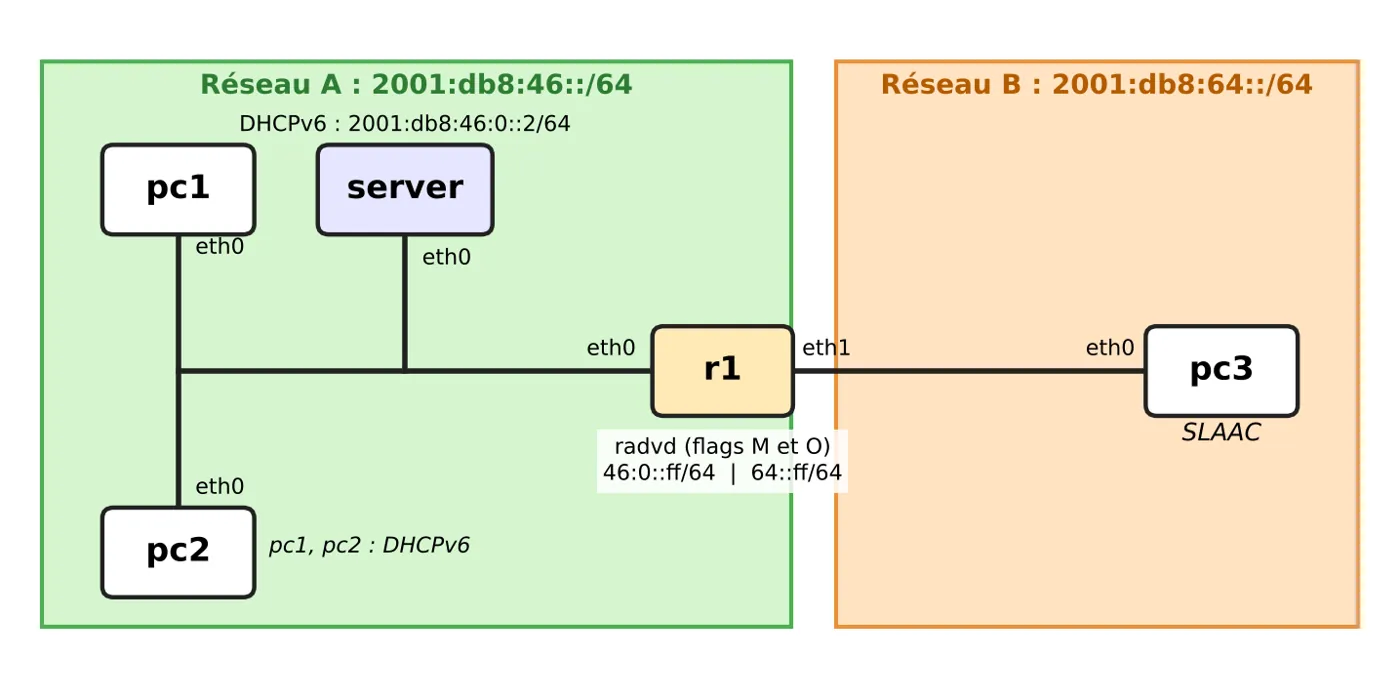 Réseau A : 2001:db8:46::/64
DHCPv6 : 2001:db8:46:0::2/64
pc1
server
eth0
eth0
eth0
r1
eth1
radvd (flags M et O)
46:0::ff/64 | 64::ff/64
eth0
pc2
pc1, pc2 : DHCPv6
Réseau B : 2001:db8:64::/64
eth0
pc3
SLAAC